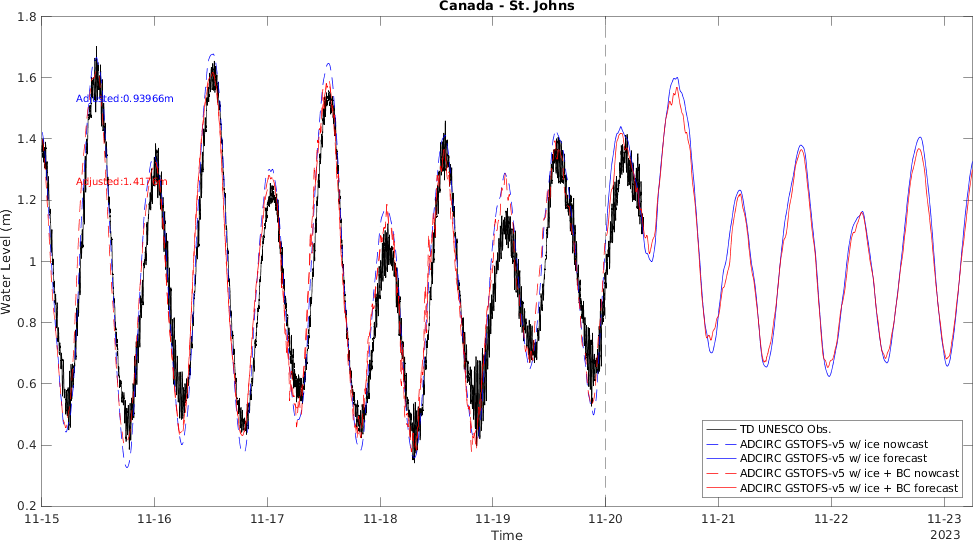 Canada - St. Johns
1.8
1.6
1.4
1.2
1
0.8
0.6
0.4
0.2
Water Level (m)
Adjusted:0.93966m
11-15
11-16
11-17
11-18
11-19
11-20
11-21
11-22
11-23
2023
Time
TD UNESCO Obs.
ADCIRC GSTOFS-v5 w/ ice nowcast
ADCIRC GSTOFS-v5 w/ ice forecast
ADCIRC GSTOFS-v5 w/ ice + BC nowcast
ADCIRC GSTOFS-v5 w/ ice + BC forecast